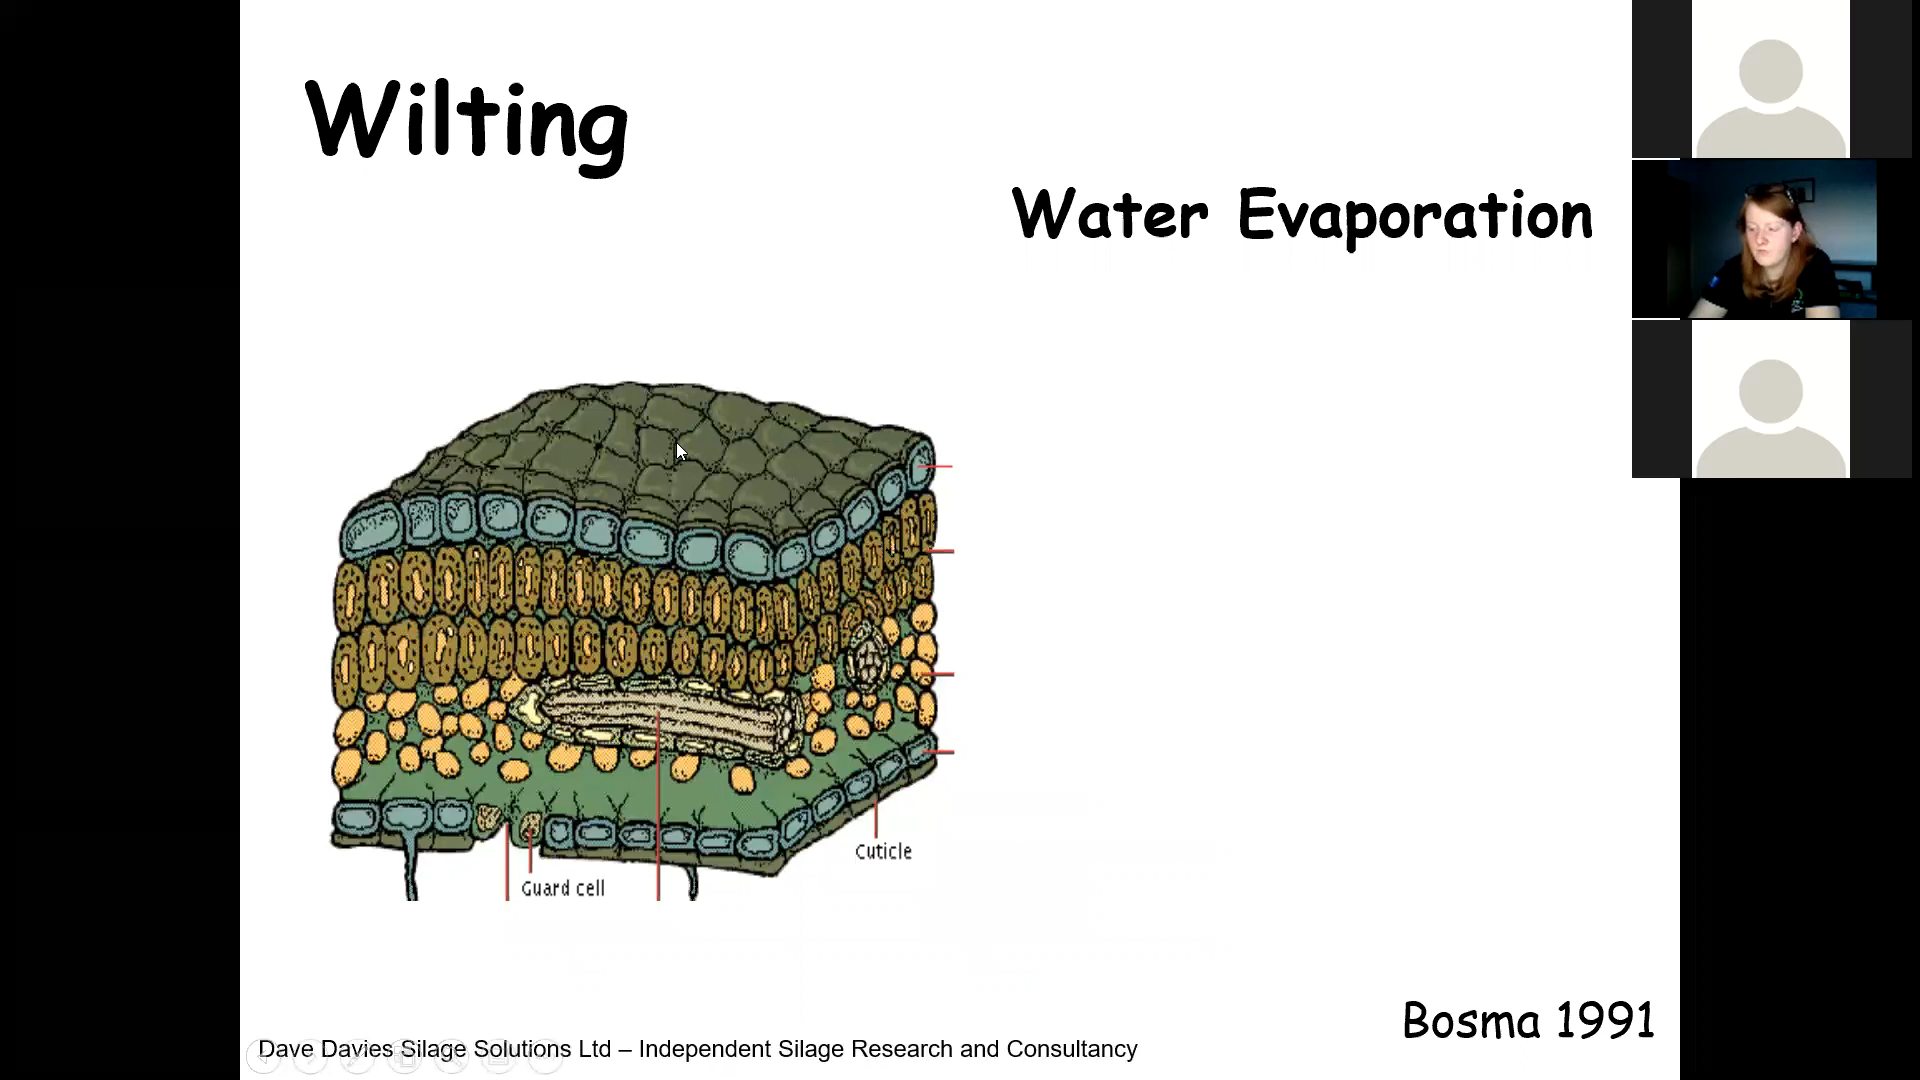 Wilting
Water Evaporation
Cuticle
Guard cell
Bosma 1991
Dave Davies Silage Solutions Ltd – Independent Silage Research and Consultancy